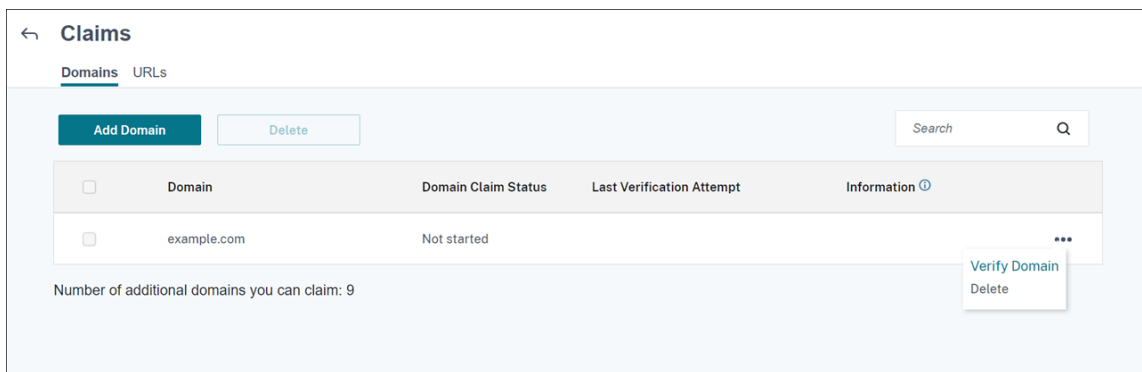 Claims
Domains URLs
Add Domain Delete Search
Domain Domain Claim Status Last Verification Attempt Information
example.com Not started
Verify Domain
Delete
Number of additional domains you can claim: 9